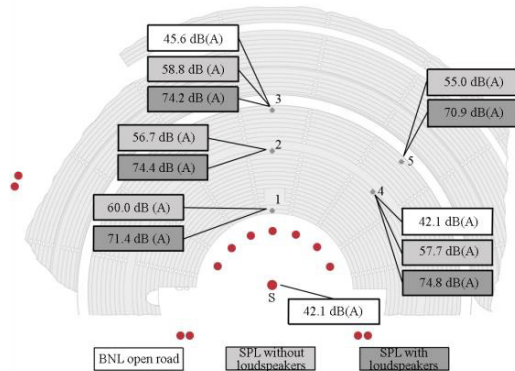 45.6 dB(A)
58.8 dB (A)
74.2 dB (A)
3
55.0 dB(A)
70.9 dB(A)
56.7 dB (A)
74.4 dB (A)
2
5
60.0 dB (A)
71.4 dB(A)
1
4
42.1 dB(A)
57.7 dB(A)
74.8 dB(A)
S
42.1 dB(A)
BNL open road
SPL without
loudspeakers
SPL with
loudspeakers